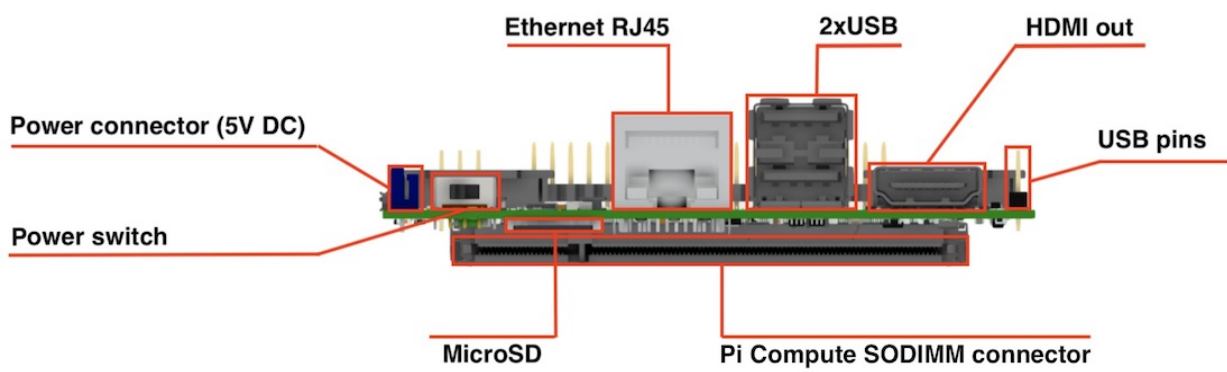 Ethernet RJ45
2xUSB
HDMI out
Power connector (5V DC)
USB pins
Power switch
MicroSD
Pi Compute SODIMM connector